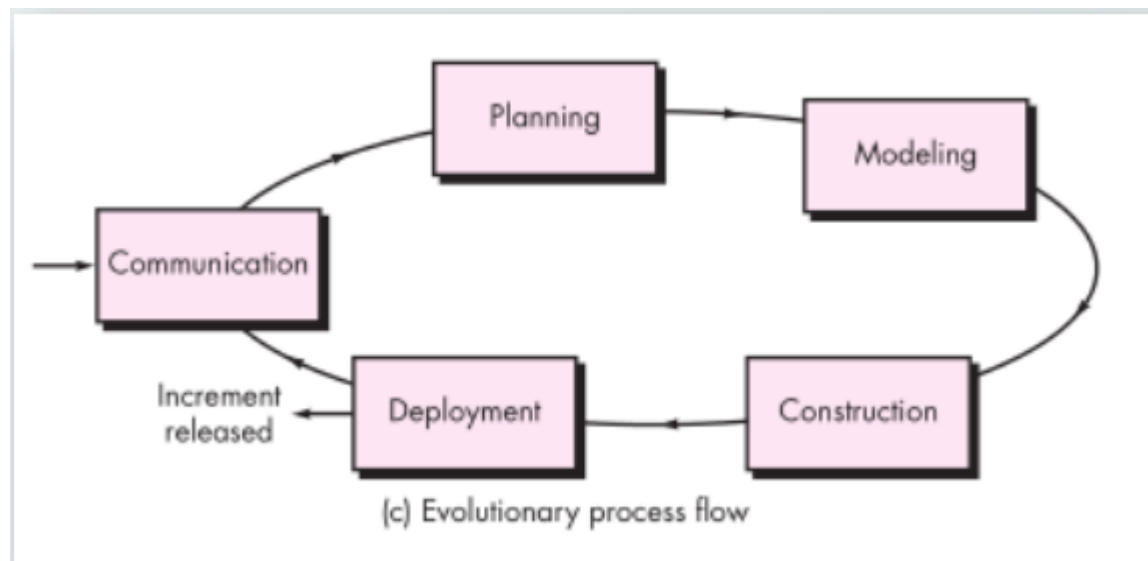 Planning
Modeling
Communication
Increment
released
Deployment
Construction
(c) Evolutionary process flow